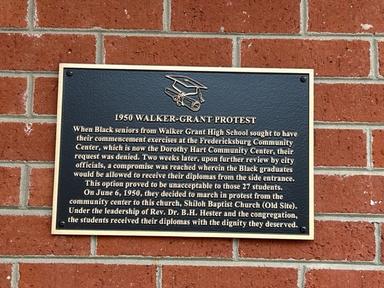 1950 WALKER-GRANT PROTEST
When Black seniors from Walker Grant High School sought to have
their commencement exercises at the Fredericksburg Community
Center, which is now the Dorothy Hart Community Center, their
request was denied. Two weeks later, upon further review by city
officials, a compromise was reached wherein the Black graduates
would be allowed to receive their diplomas from the side entrance.
This option proved to be unacceptable to those 27 students.
On June 6, 1950, they decided to march in protest from the
community center to this church, Shiloh Baptist Church (Old Site).
Under the leadership of Rev. Dr. B.H. Hester and the congregation,
the students received their diplomas with the dignity they deserved.